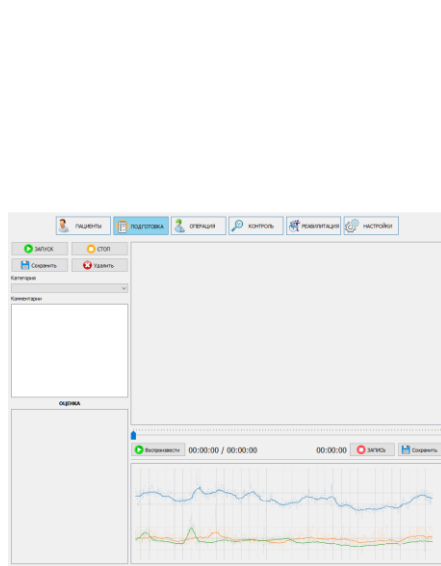 ПАЦИЕНТЫ ПОДГОТОВКА ОПЕРАЦИЯ КОНТРОЛЬ РЕАБИЛИТАЦИЯ НАСТРОЙКИ
ЗАПУСК СТОП
Сохранить Удалить
Категория
Комментарии
ОЦЕНКА
Воспроизвести 00:00:00 / 00:00:00 00:00:00 ЗАПИСЬ Сохранить